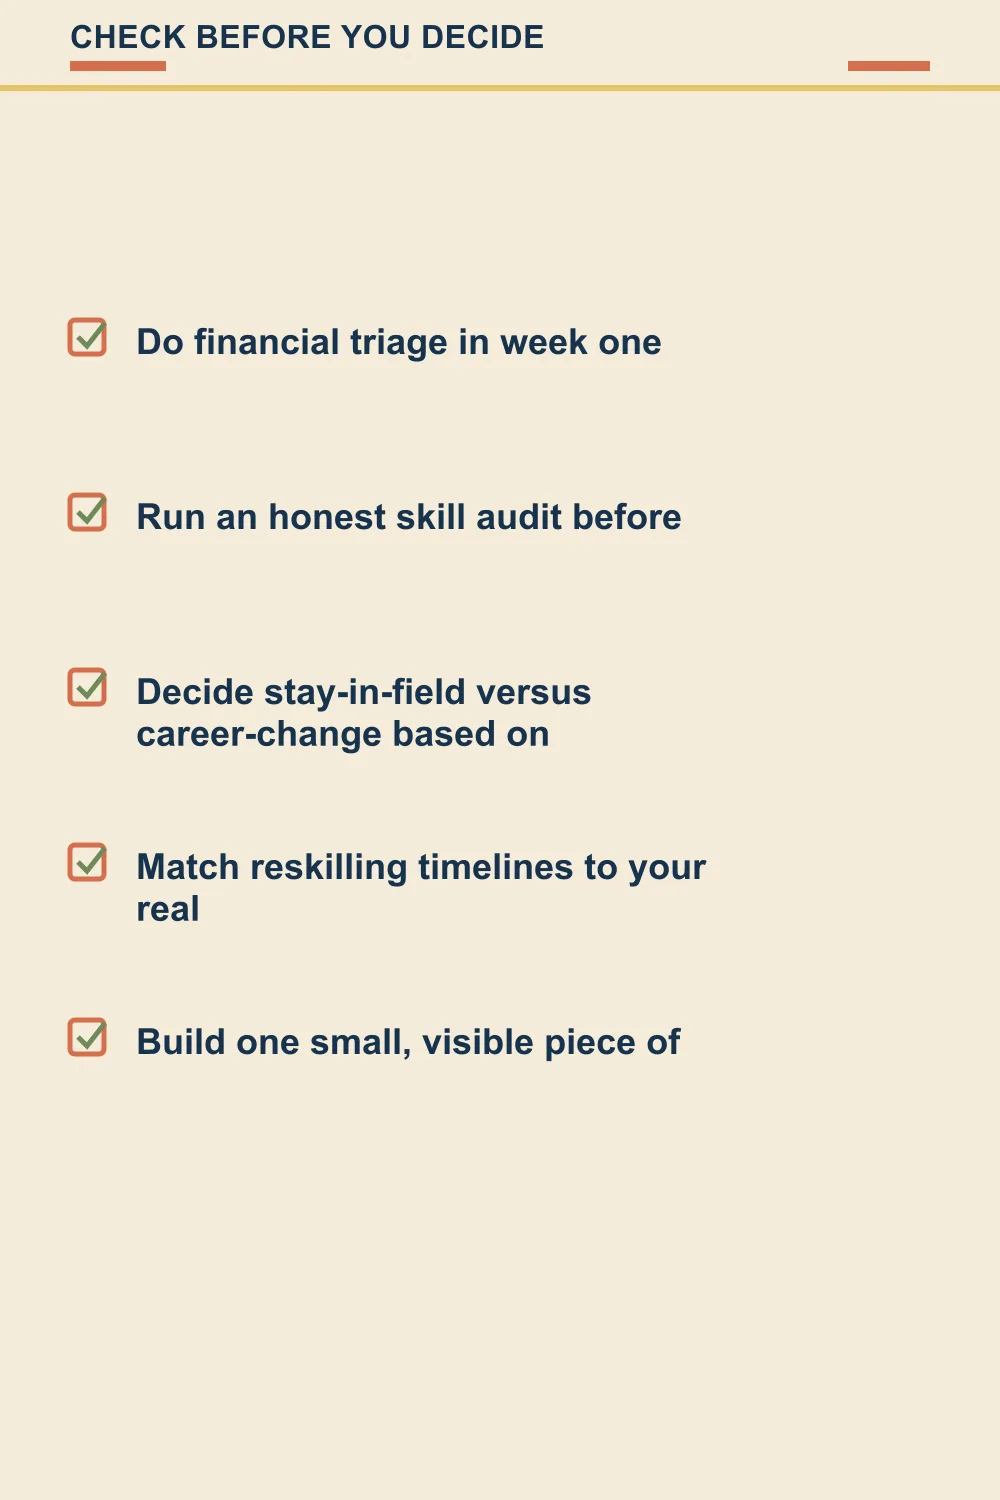 CHECK BEFORE YOU DECIDE
Do financial triage in week one
Run an honest skill audit before
Decide stay-in-field versus
career-change based on
Match reskilling timelines to your
real
Build one small, visible piece of